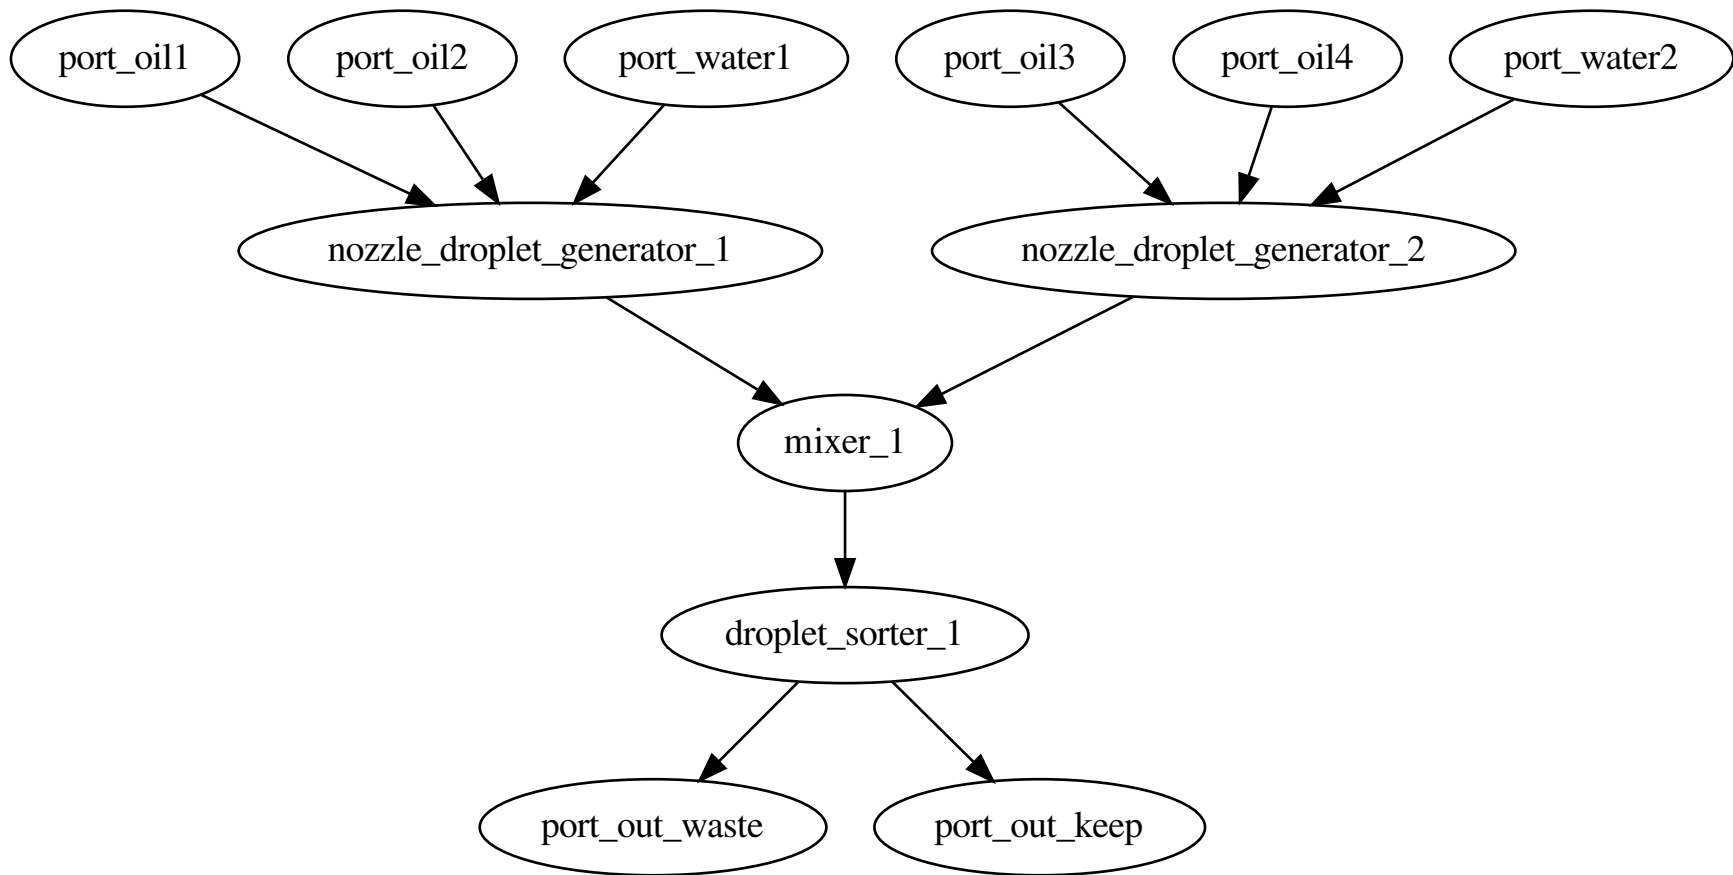 port_oil1
port_oil2
port_water1
port_oil3
port_oil4
port_water2
nozzle_droplet_generator_1
nozzle_droplet_generator_2
mixer_1
droplet_sorter_1
port_out_waste
port_out_keep